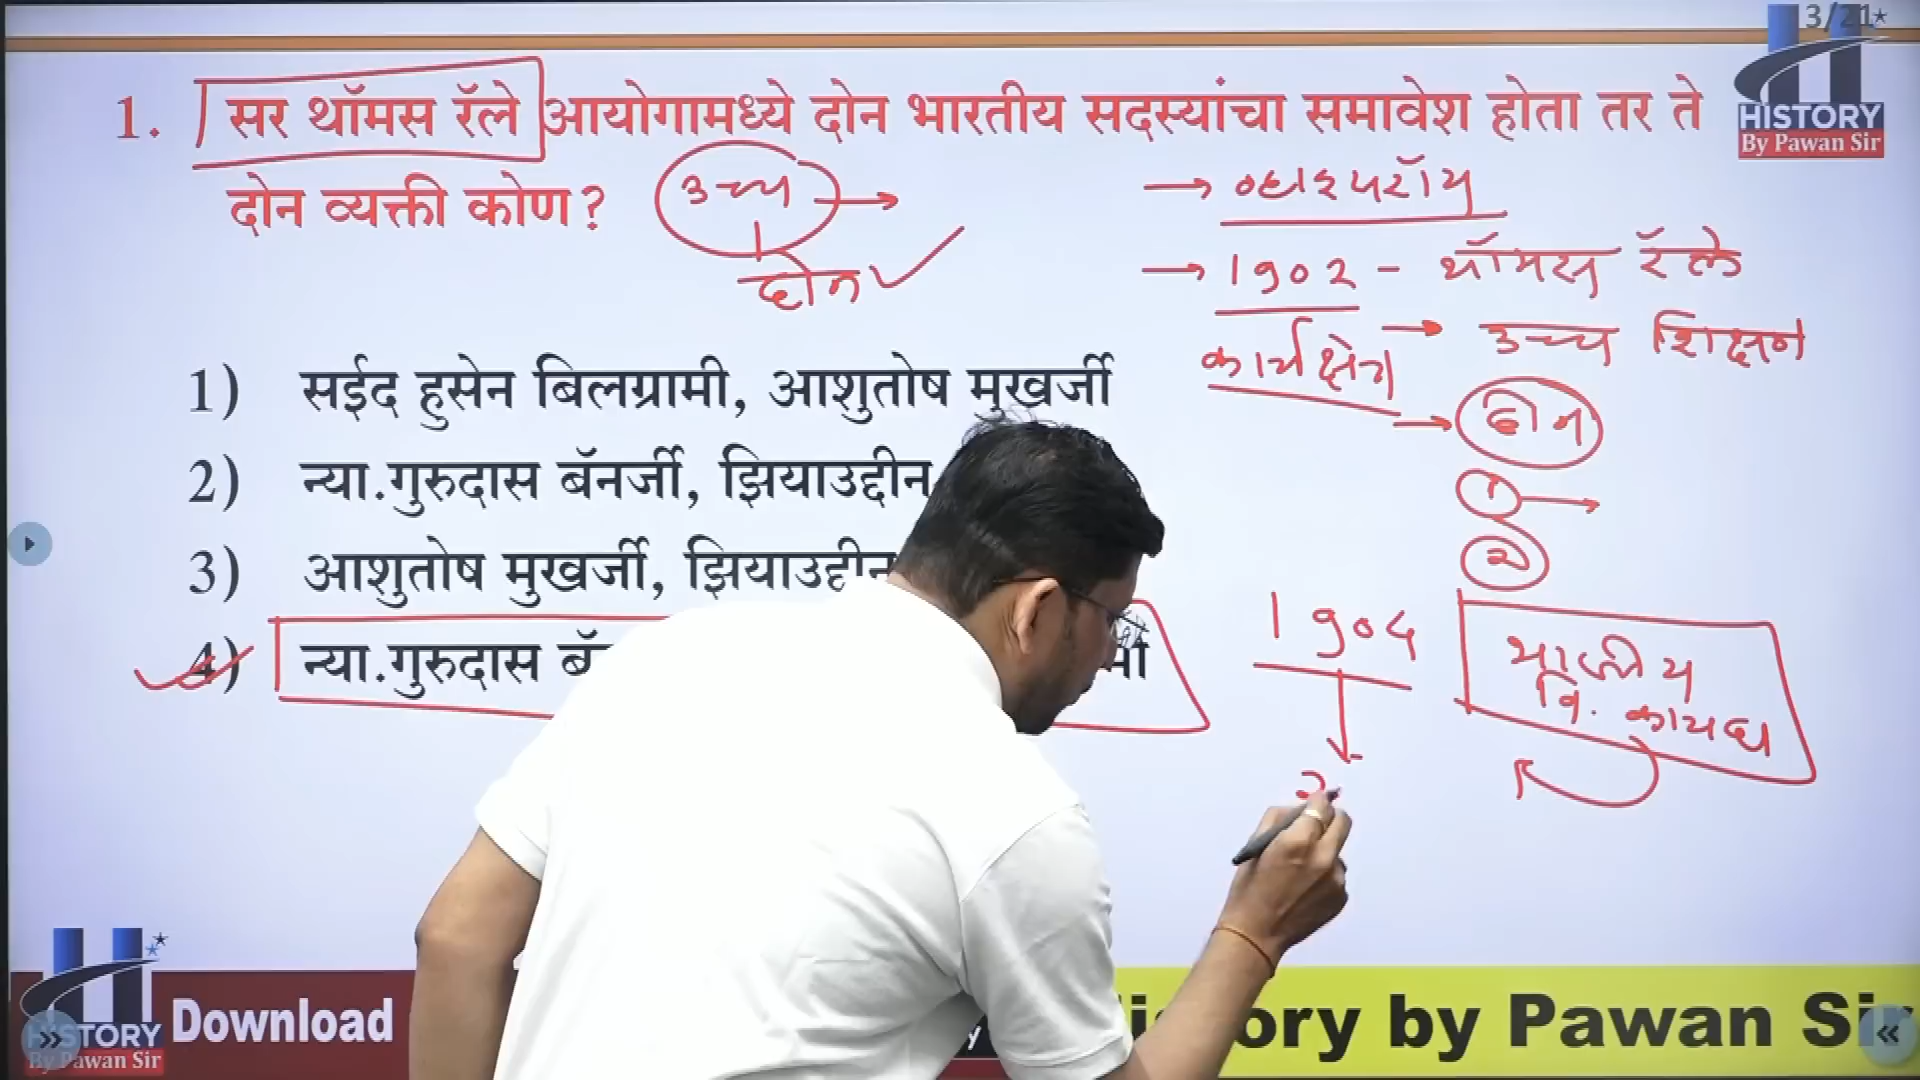 3/21
HISTORY
By Pawan Sir
1. सर थॉमस रॅले आयोगामध्ये दोन भारतीय सदस्यांचा समावेश होता तर ते
दोन व्यक्ती कोण?
उच्च
दोन
→ व्हाइसरॉय
→ 1902 - थॉमस रॅले
कार्यक्षेत्र → उच्च शिक्षण
→ दोन
1
2
1) सईद हुसेन बिलग्रामी, आशुतोष मुखर्जी
2) न्या.गुरुदास बॅनर्जी, झियाउद्दीन
3) आशुतोष मुखर्जी, झियाउद्दीन
4) न्या.गुरुदास
1904
भारतीय
वि. कायदा
HISTORY
By Pawan Sir
Download
History by Pawan Sir